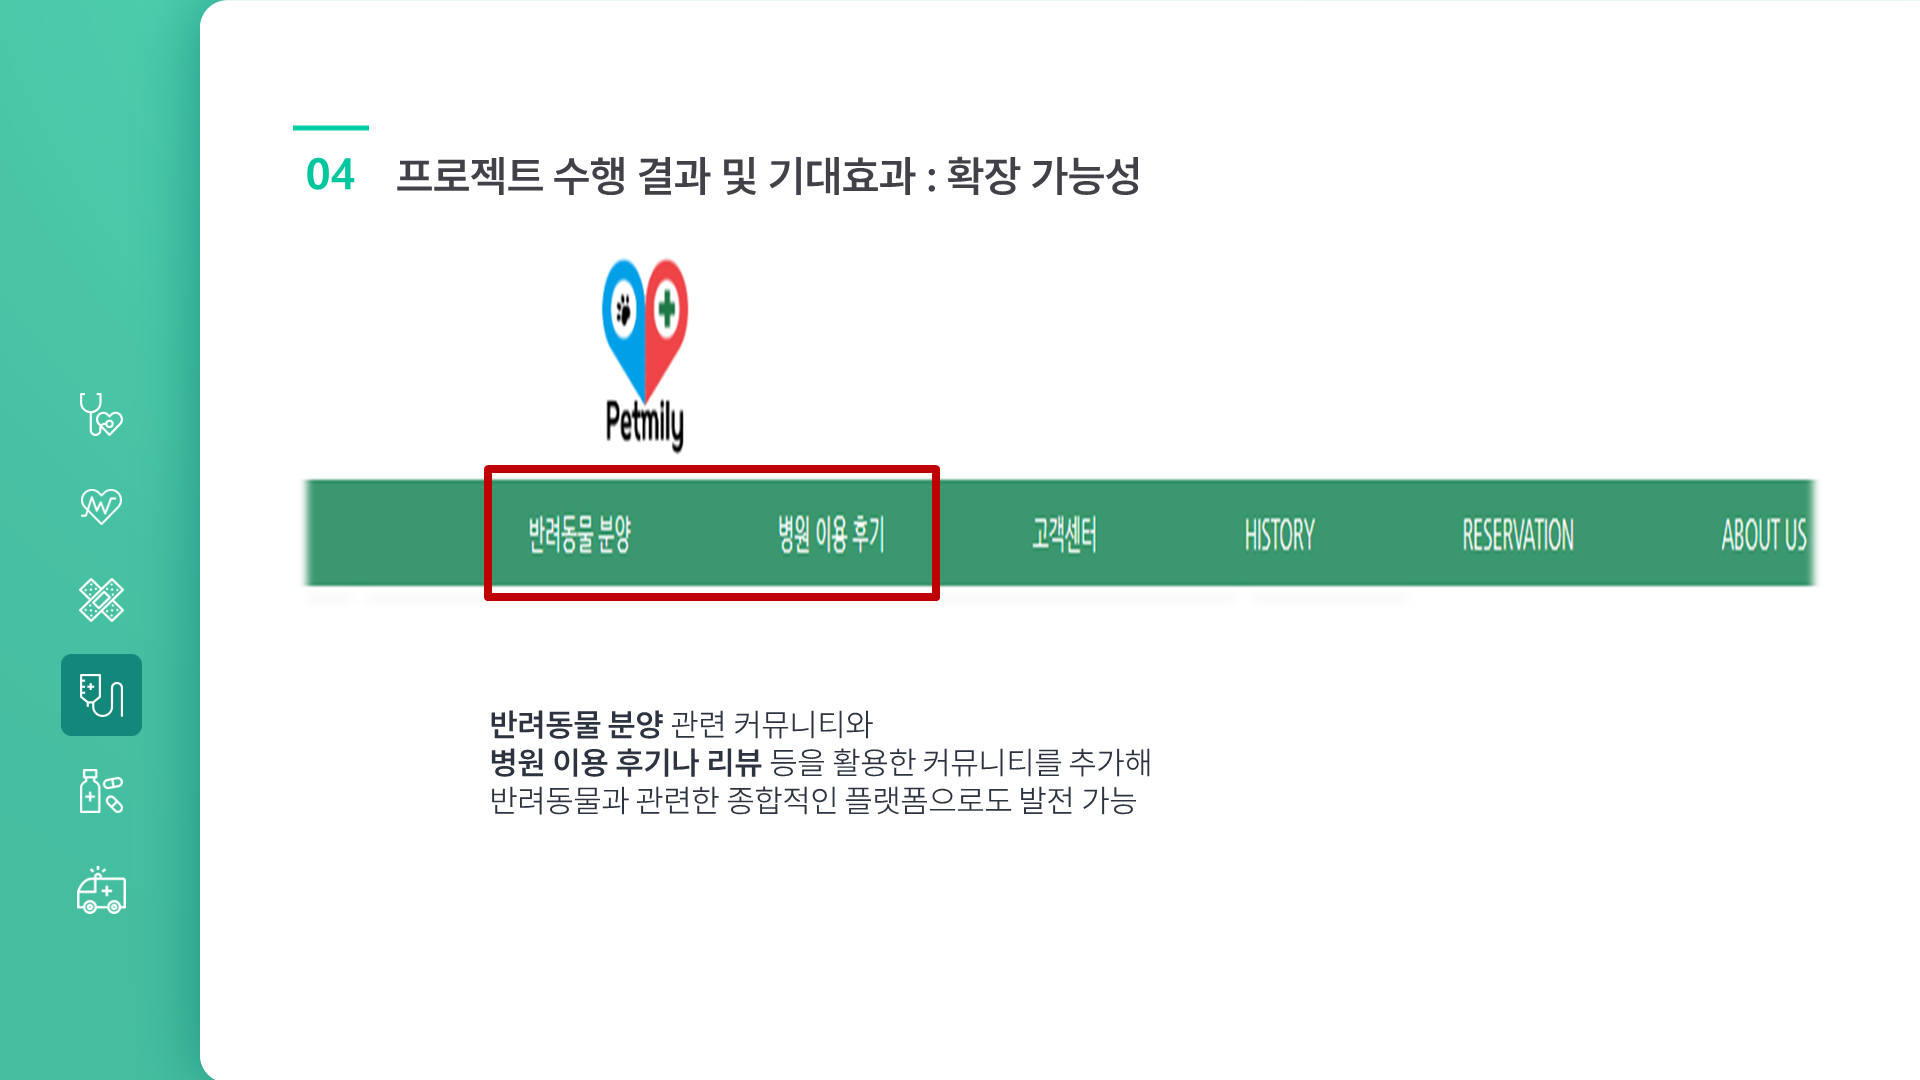 04 프로젝트 수행 결과 및 기대효과 : 확장 가능성
Petmily
반려동물 분양 병원 이용 후기 고객센터 HISTORY RESERVATION ABOUT US
반려동물 분양 관련 커뮤니티와
병원 이용 후기나 리뷰 등을 활용한 커뮤니티를 추가해
반려동물과 관련한 종합적인 플랫폼으로도 발전 가능